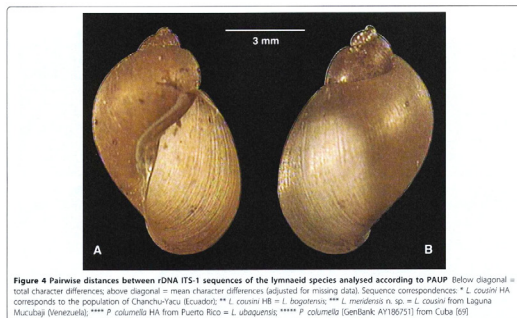 3 mm
A
B
Figure 4 Pairwise distances between rDNA ITS-1 sequences of the lymnaeid species analysed according to PAUP Below diagonal =
total character differences; above diagonal = mean character differences (adjusted for missing data). Sequence correspondences: * L. cousini HA
corresponds to the population of Chanchu-Yacu (Ecuador); ** L. cousini HB = L. bogotensis; *** L. meridensis n. sp. = L. cousini from Laguna
Mucubaji (Venezuela); **** P. columella HA from Puerto Rico = L. ubaquensis; ***** P. columella [GenBank: AY186751] from Cuba [69]